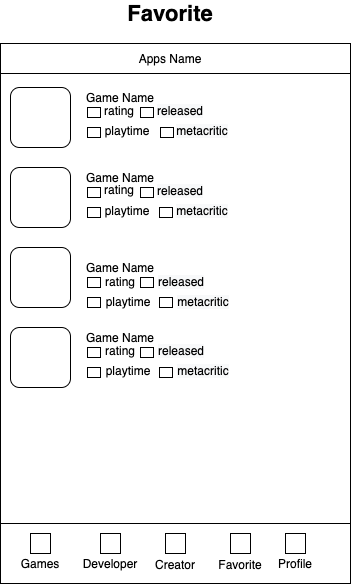 Favorite
Apps Name
Game Name
rating released
playtime metacritic
Game Name
rating released
playtime metacritic
Game Name
rating released
playtime metacritic
Game Name
rating released
playtime metacritic
Games Developer Creator Favorite Profile